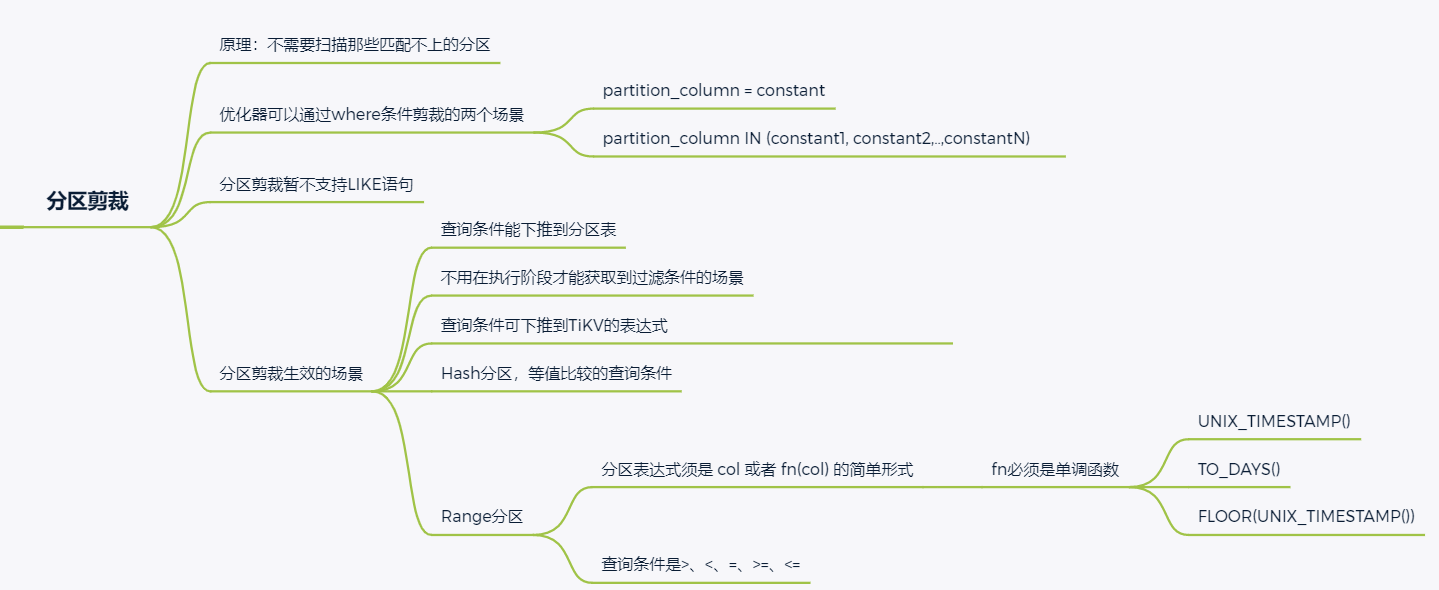 原理：不需要扫描那些匹配不上的分区
优化器可以通过where条件剪裁的两个场景
partition_column = constant
partition_column IN (constant1, constant2,..,constantN)
分区剪裁
分区剪裁暂不支持LIKE语句
分区剪裁生效的场景
查询条件能下推到分区表
不用在执行阶段才能获取到过滤条件的场景
查询条件可下推到TiKV的表达式
Hash分区，等值比较的查询条件
Range分区
分区表达式须是 col 或者 fn(col) 的简单形式
fn必须是单调函数
UNIX_TIMESTAMP()
TO_DAYS()
FLOOR(UNIX_TIMESTAMP())
查询条件是>、<、=、>=、<=